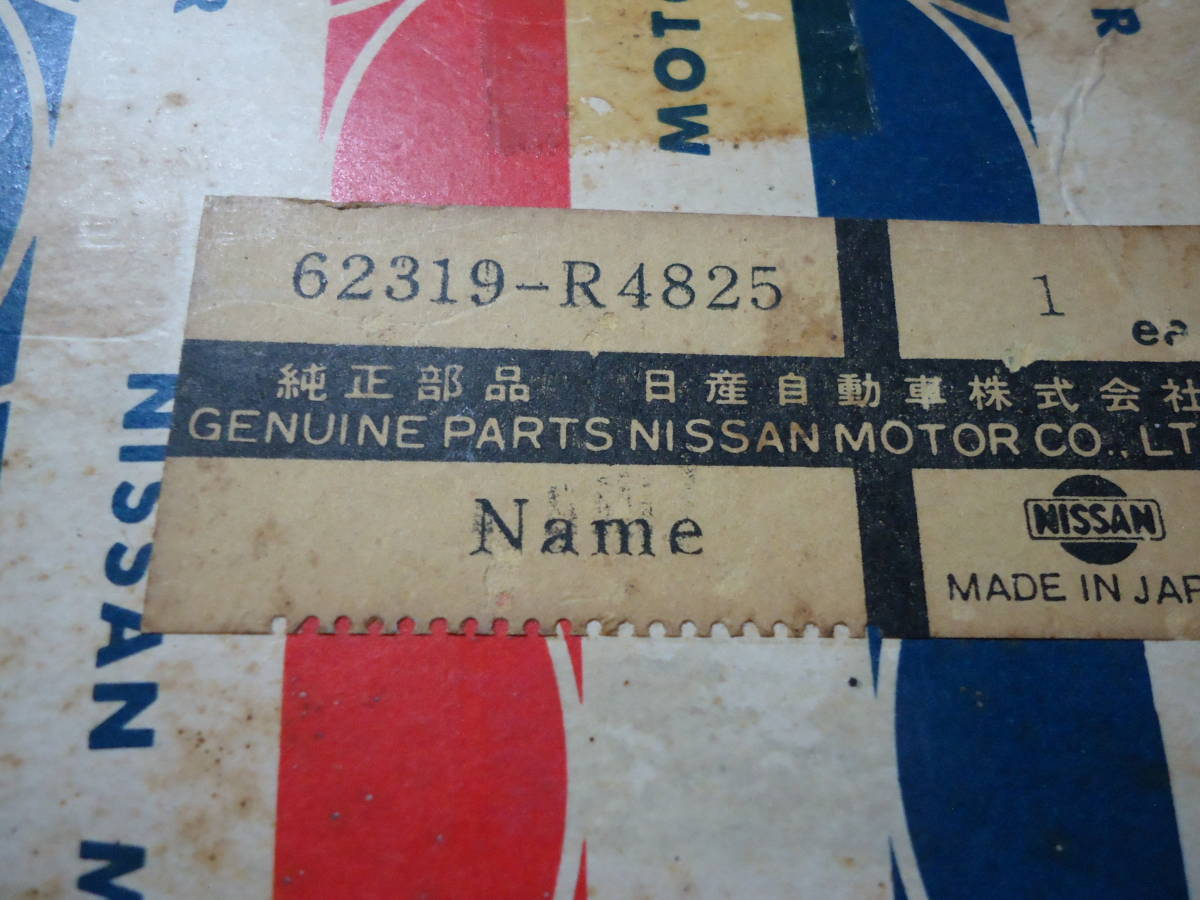 R
MOTO
R
62319-R4825
1
ea
純正部品 日産自動車株式会社
GENUINE PARTS NISSAN MOTOR CO., LT
Name
NISSAN
MADE IN JAP
NISSAN M